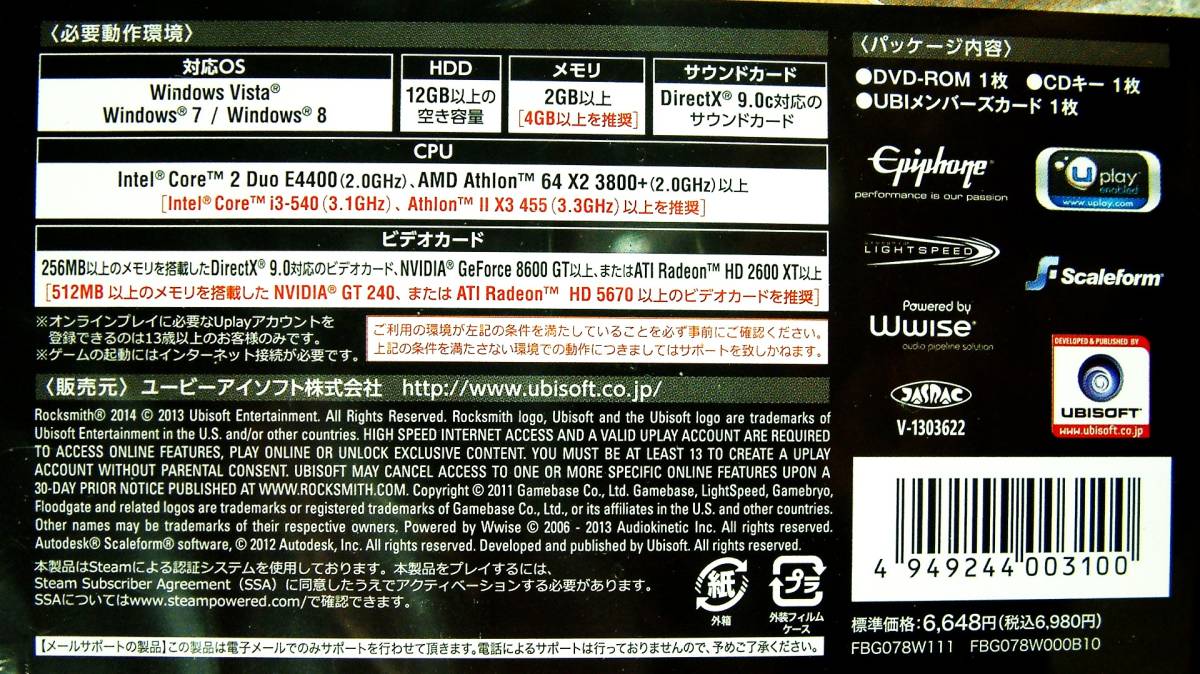 〈必要動作環境〉
対応OS
Windows Vista®
Windows® 7 / Windows® 8
HDD
12GB以上の
空き容量
メモリ
2GB以上
[4GB以上を推奨]
サウンドカード
DirectX® 9.0c対応の
サウンドカード
CPU
Intel® Core™ 2 Duo E4400(2.0GHz)、AMD Athlon™ 64 X2 3800+(2.0GHz)以上
[Intel® Core™ i3-540(3.1GHz)、Athlon™ II X3 455(3.3GHz)以上を推奨]
ビデオカード
256MB以上のメモリを搭載したDirectX® 9.0対応のビデオカード、NVIDIA® GeForce 8600 GT以上、またはATI Radeon™ HD 2600 XT以上
[512MB以上のメモリを搭載した NVIDIA® GT 240、または ATI Radeon™ HD 5670 以上のビデオカードを推奨]
※オンラインプレイに必要なUplayアカウントを
登録できるのは13歳以上のお客様のみです。
※ゲームの起動にはインターネット接続が必要です。
ご利用の環境が左記の条件を満たしていることを必ず事前にご確認ください。
上記の条件を満たさない環境での動作につきましてはサポートを致しかねます。
〈販売元〉ユービーアイソフト株式会社 http://www.ubisoft.co.jp/
Rocksmith® 2014 © 2013 Ubisoft Entertainment. All Rights Reserved. Rocksmith logo, Ubisoft and the Ubisoft logo are trademarks of
Ubisoft Entertainment in the U.S. and/or other countries. HIGH SPEED INTERNET ACCESS AND A VALID UPLAY ACCOUNT ARE REQUIRED
TO ACCESS ONLINE FEATURES, PLAY ONLINE OR UNLOCK EXCLUSIVE CONTENT. YOU MUST BE AT LEAST 13 TO CREATE A UPLAY
ACCOUNT WITHOUT PARENTAL CONSENT. UBISOFT MAY CANCEL ACCESS TO ONE OR MORE SPECIFIC ONLINE FEATURES UPON A
30-DAY PRIOR NOTICE PUBLISHED AT WWW.ROCKSMITH.COM. Copyright © 2011 Gamebase Co., Ltd. Gamebase, LightSpeed, Gamebryo,
Floodgate and related logos are trademarks or registered trademarks of Gamebase Co., Ltd., or its affiliates in the U.S. and other countries.
Other names may be trademarks of their respective owners. Powered by Wwise © 2006 - 2013 Audiokinetic Inc. All rights reserved.
Autodesk® Scaleform® software, © 2012 Autodesk, Inc. All rights reserved. Developed and published by Ubisoft. All rights reserved.
本製品はSteamによる認証システムを使用しております。本製品をプレイするには、
Steam Subscriber Agreement（SSA）に同意したうえでアクティベーションする必要があります。
SSAについてはwww.steampowered.com/で確認できます。
紙
外箱
プラ
外装フィルム
ケース
【メールサポートの製品】この製品は電子メールでのみサポートを行わせて頂きます。電話によるサポートは行っておりませんので、予めご了承ください。
〈パッケージ内容〉
●DVD-ROM 1枚 ●CDキー 1枚
●UBIメンバーズカード 1枚
Epiphone®
performance is our passion
U play
enabled
www.uplay.com
LIGHTSPEED
Scaleform®
Powered by
Wwise®
audio pipeline solution
JASRAC
V-1303622
DEVELOPED & PUBLISHED BY
UBISOFT®
www.ubisoft.co.jp
4 949244 003100
標準価格:6,648円(税込6,980円)
FBG078W111 FBG078W000B10